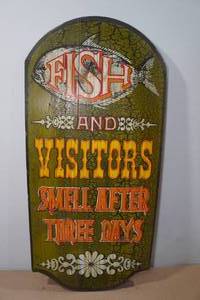 FISH
AND
VISITORS
SMELL AFTER
THREE DAYS